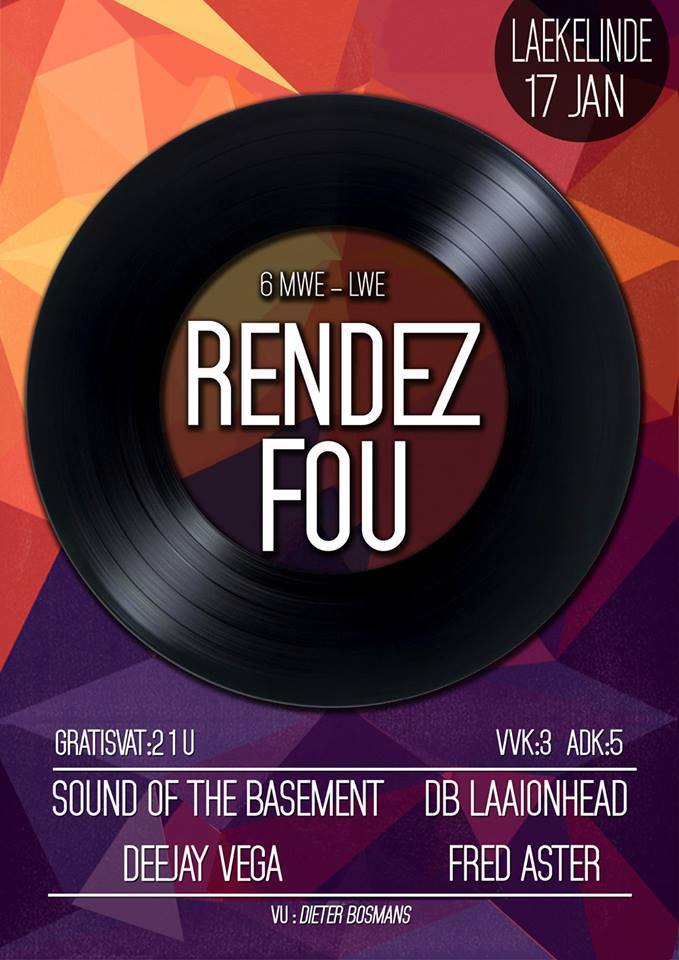 LAEKELINDE
17 JAN
6 MWE – LWE
RENDEZ
FOU
GRATISVAT:21U
VVK:3 ADK:5
SOUND OF THE BASEMENT
DB LAAIONHEAD
DEEJAY VEGA
FRED ASTER
VU : DIETER BOSMANS